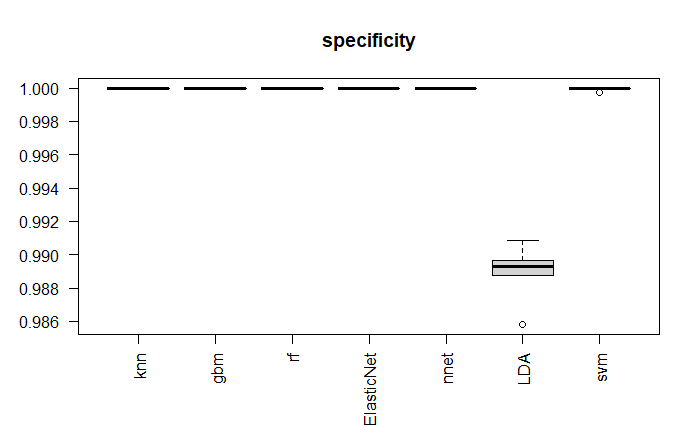 specificity
1.000
0.998
0.996
0.994
0.992
0.990
0.988
0.986
knn
gbm
rf
ElasticNet
nnet
LDA
svm